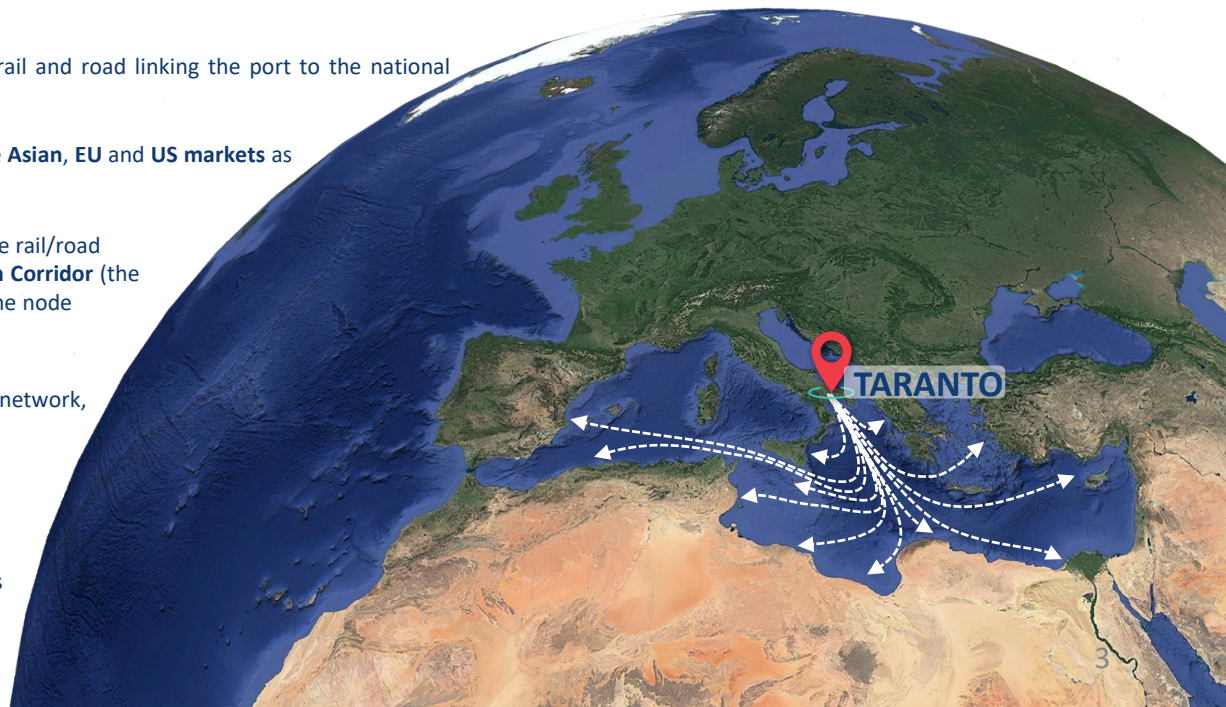 rail and road linking the port to the national
Asian, EU and US markets as
e rail/road
Corridor (the
ne node
network,
TARANTO
s
3